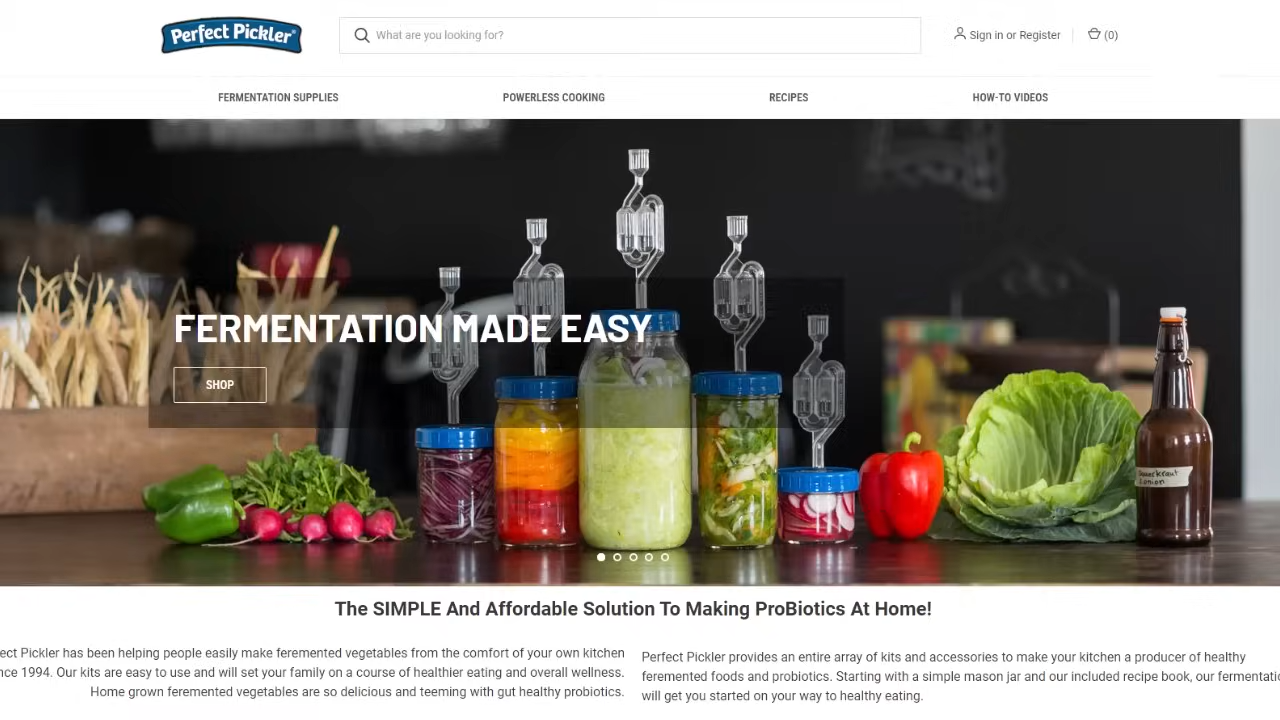 Perfect Pickler
What are you looking for?
Sign in or Register
(0)
FERMENTATION SUPPLIES
POWERLESS COOKING
RECIPES
HOW-TO VIDEOS
FERMENTATION MADE EASY
SHOP
The SIMPLE And Affordable Solution To Making ProBiotics At Home!
Pickler has been helping people easily make feremented vegetables from the comfort of your own kitchen
1994. Our kits are easy to use and will set your family on a course of healthier eating and overall wellness.
Home grown feremented vegetables are so delicious and teeming with gut healthy probiotics.
Perfect Pickler provides an entire array of kits and accessories to make your kitchen a producer of healthy
feremented foods and probiotics. Starting with a simple mason jar and our included recipe book, our
will get you started on your way to healthy eating.